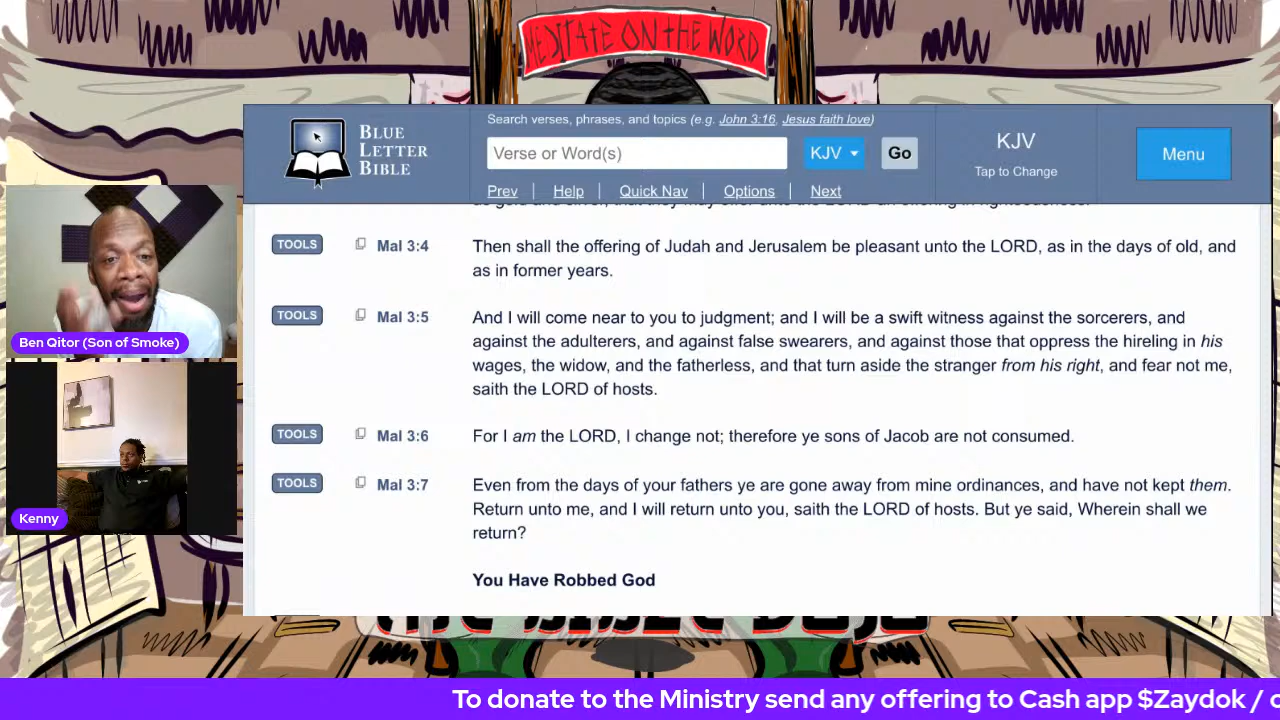 MEDITATE ON THE WORD
Search verses, phrases, and topics (e.g. John 3:16, Jesus faith love)
BLUE
LETTER
BIBLE
Verse or Word(s)
KJV
Go
KJV
Tap to Change
Menu
Prev
Help
Quick Nav
Options
Next
TOOLS
Mal 3:4
Then shall the offering of Judah and Jerusalem be pleasant unto the LORD, as in the days of old, and
as in former years.
TOOLS
Mal 3:5
And I will come near to you to judgment; and I will be a swift witness against the sorcerers, and
against the adulterers, and against false swearers, and against those that oppress the hireling in his
wages, the widow, and the fatherless, and that turn aside the stranger from his right, and fear not me,
saith the LORD of hosts.
TOOLS
Mal 3:6
For I am the LORD, I change not; therefore ye sons of Jacob are not consumed.
TOOLS
Mal 3:7
Even from the days of your fathers ye are gone away from mine ordinances, and have not kept them.
Return unto me, and I will return unto you, saith the LORD of hosts. But ye said, Wherein shall we
return?
You Have Robbed God
Ben Qitor (Son of Smoke)
Kenny
To donate to the Ministry send any offering to Cash app $Zaydok /